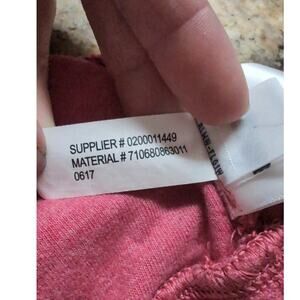 SUPPLIER # 0200011449
MATERIAL # 710680863011
0617